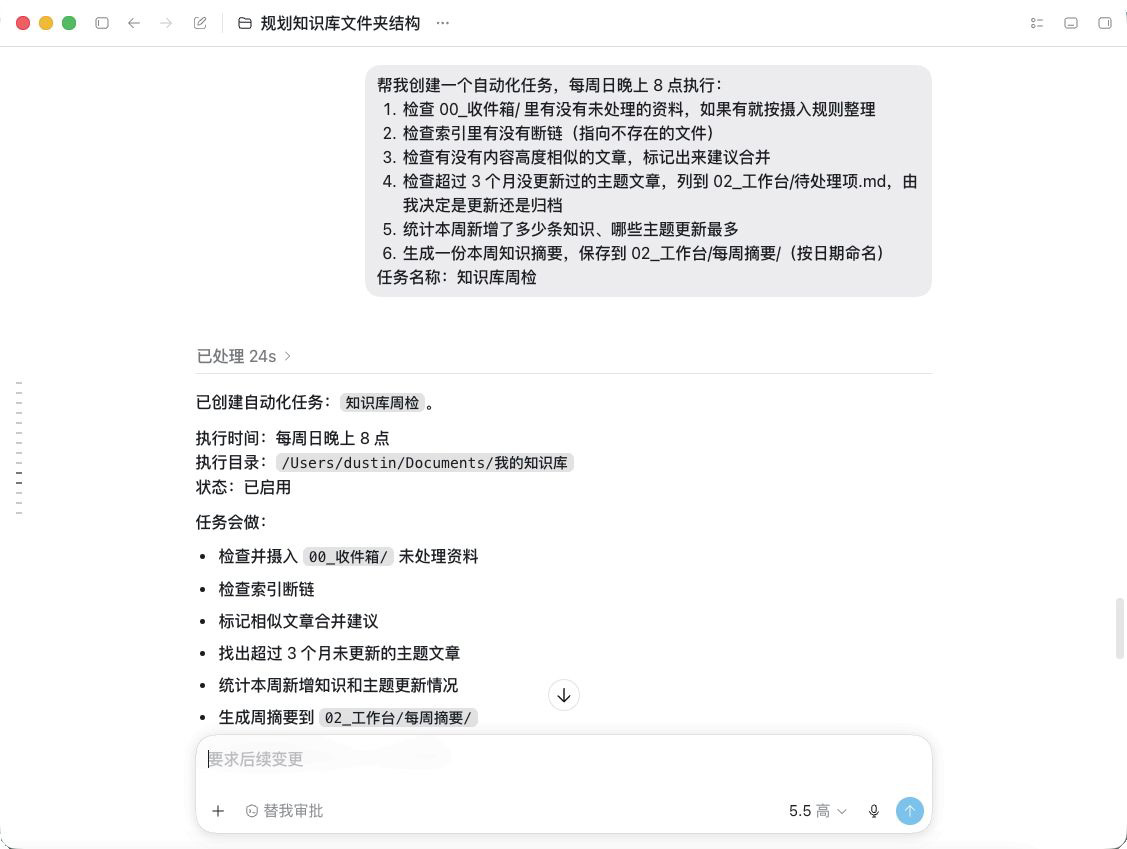 规划知识库文件夹结构 ···
帮我创建一个自动化任务，每周日晚上 8 点执行：
1. 检查 00_收件箱/ 里有没有未处理的资料，如果有就按摄入规则整理
2. 检查索引里有没有断链（指向不存在的文件）
3. 检查有没有内容高度相似的文章，标记出来建议合并
4. 检查超过 3 个月没更新过的主题文章，列到 02_工作台/待处理项.md，由
我决定是更新还是归档
5. 统计本周新增了多少条知识、哪些主题更新最多
6. 生成一份本周知识摘要，保存到 02_工作台/每周摘要/（按日期命名）
任务名称：知识库周检
已处理 24s
已创建自动化任务：知识库周检。
执行时间：每周日晚上 8 点
执行目录：/Users/dustin/Documents/我的知识库
状态：已启用
任务会做：
• 检查并摄入 00_收件箱/ 未处理资料
• 检查索引断链
• 标记相似文章合并建议
• 找出超过 3 个月未更新的主题文章
• 统计本周新增知识和主题更新情况
• 生成周摘要到 02_工作台/每周摘要/
要求后续变更
替我审批 5.5 高